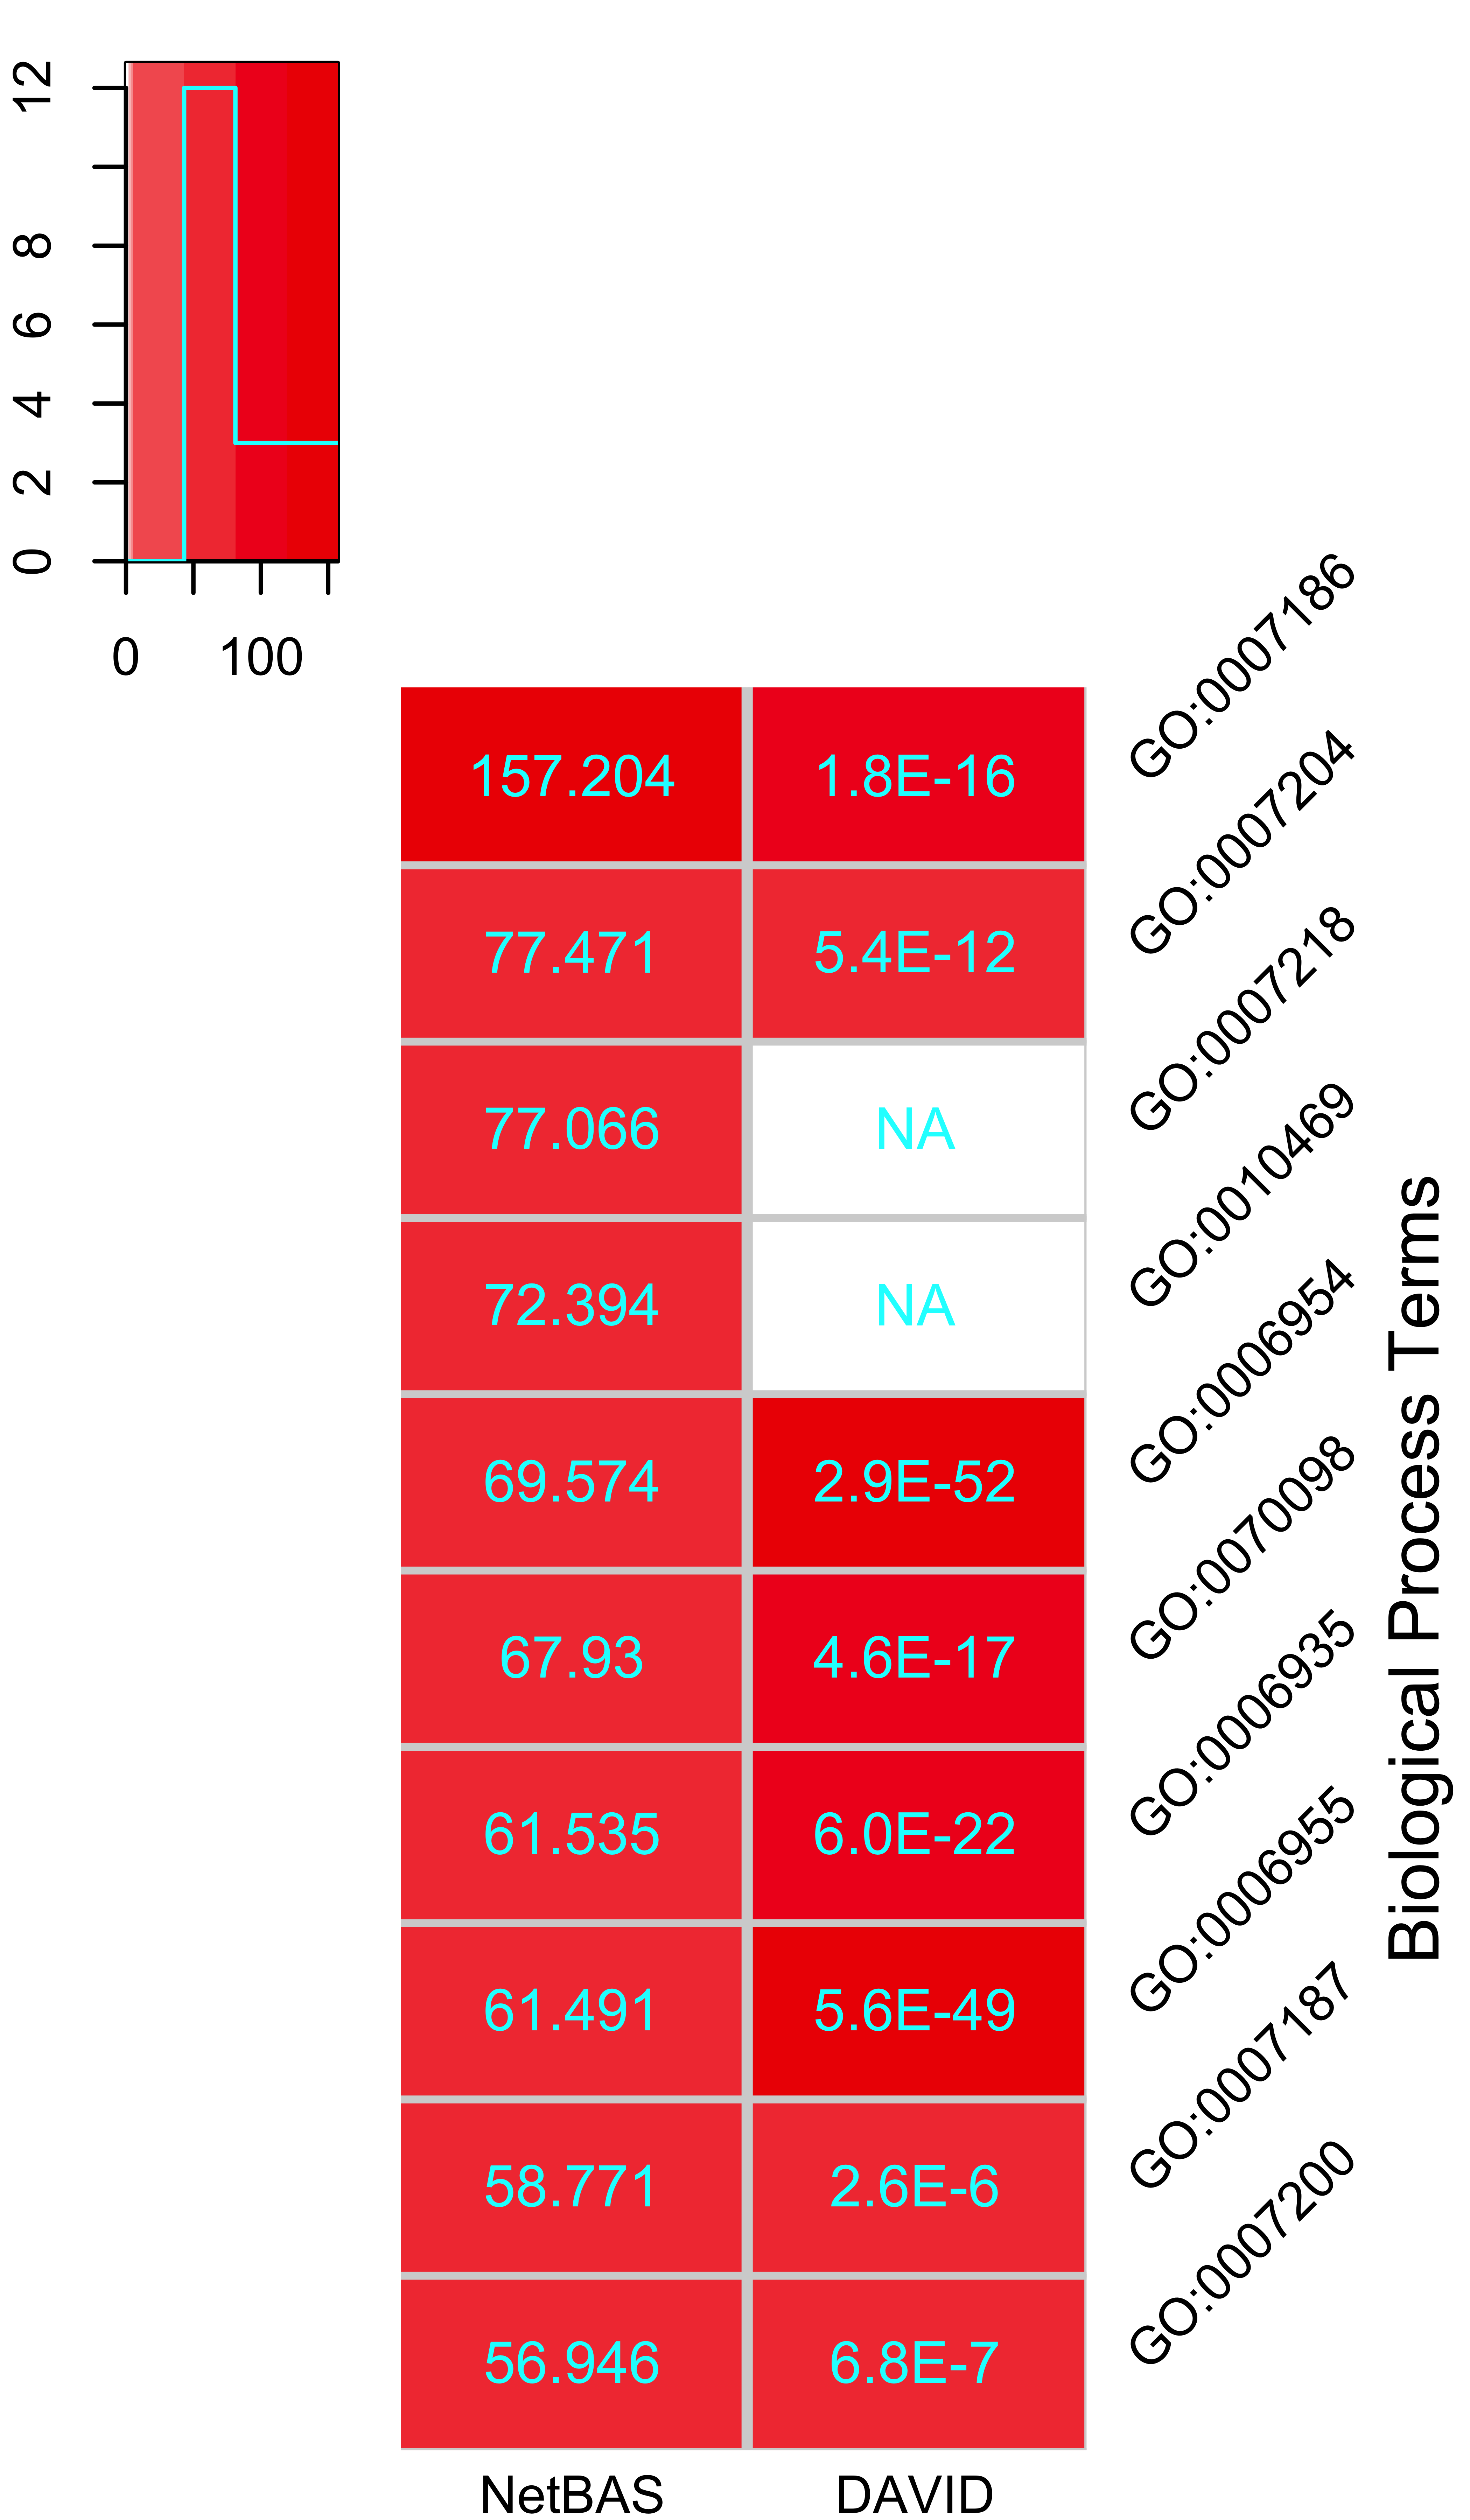 12
8
6
4
2
0
0 100
157.204 1.8E-16 GO:0007186
77.471 5.4E-12 GO:0007204
77.066 NA GO:0007218
72.394 NA GO:0010469
69.574 2.9E-52 GO:0006954
67.93 4.6E-17 GO:0070098
61.535 6.0E-22 GO:0006935
61.491 5.6E-49 GO:0006955
58.771 2.6E-6 GO:0007187
56.946 6.8E-7 GO:0007200
NetBAS DAVID
Biological Process Terms